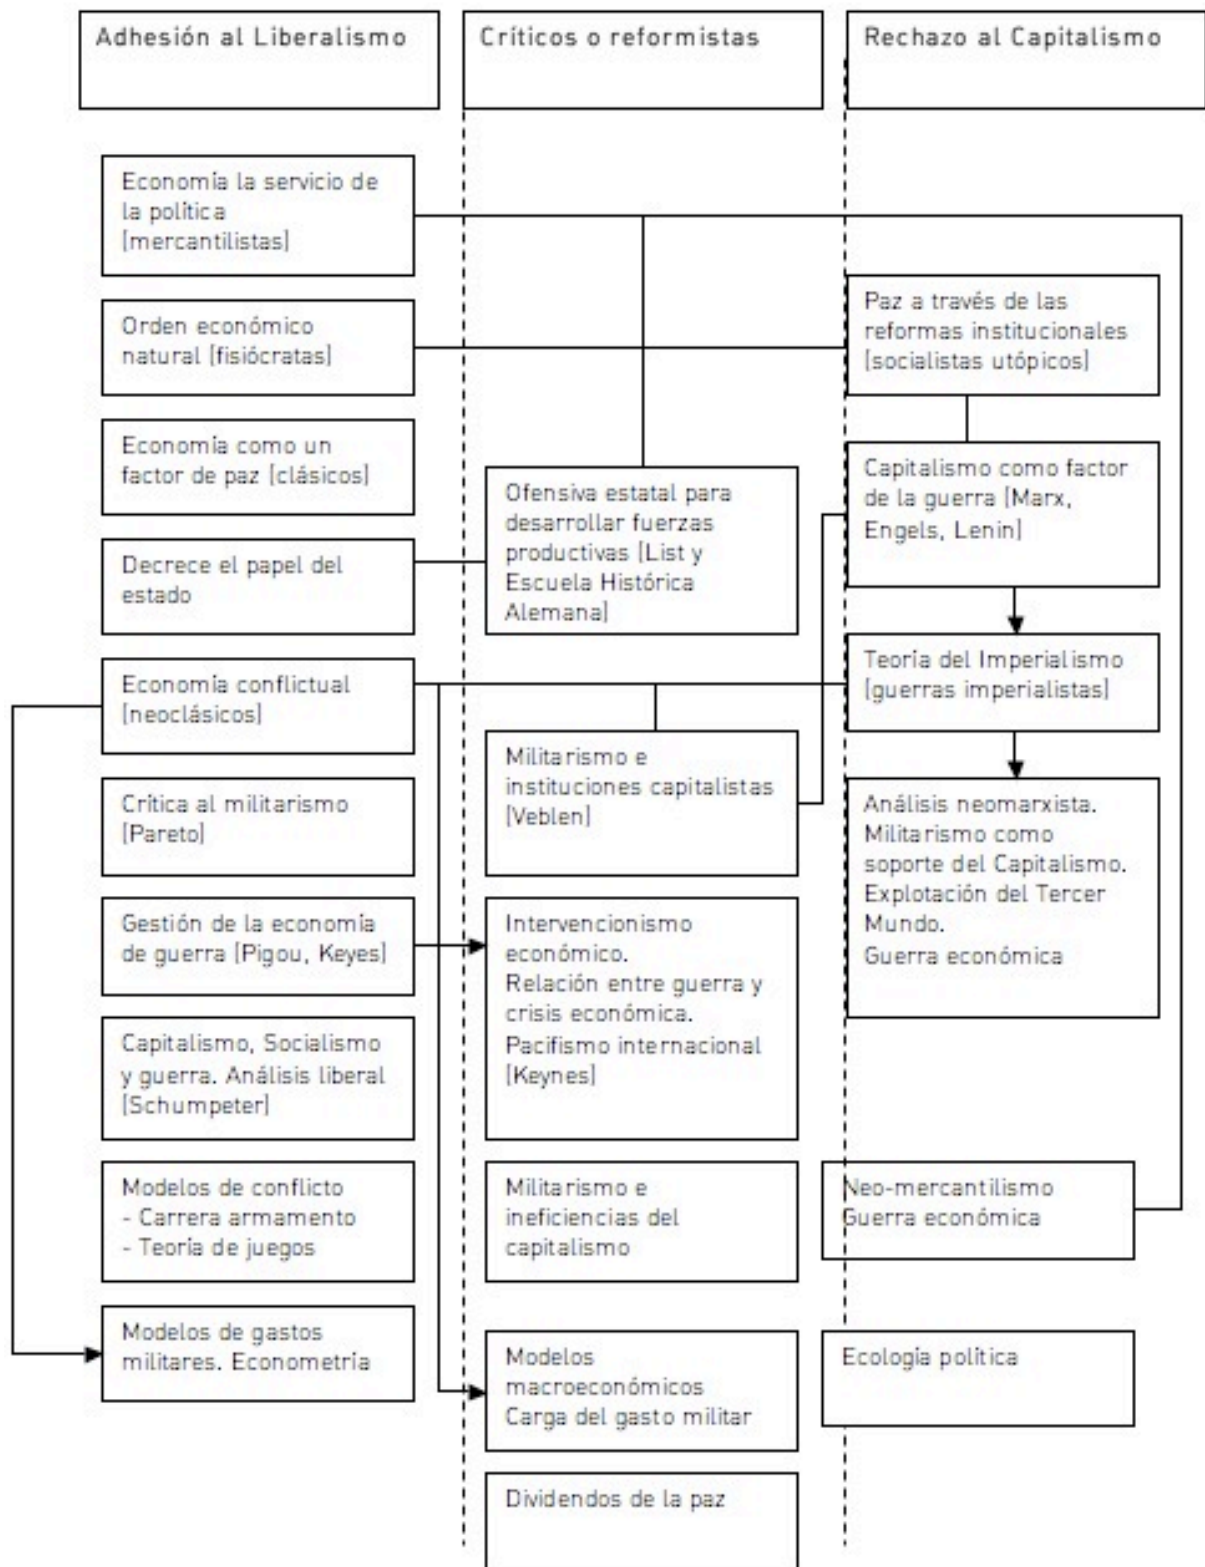 Adhesión al Liberalismo
Críticos o reformistas
Rechazo al Capitalismo
Economía la servicio de
la política
[mercantilistas]
Orden económico
natural [fisiócratas]
Economía como un
factor de paz [clásicos]
Decrece el papel del
estado
Economía conflictual
[neoclásicos]
Crítica al militarismo
[Pareto]
Gestión de la economía
de guerra [Pigou, Keyes]
Capitalismo, Socialismo
y guerra. Análisis liberal
[Schumpeter]
Modelos de conflicto
- Carrera armamento
- Teoría de juegos
Modelos de gastos
militares. Econometría
Ofensiva estatal para
desarrollar fuerzas
productivas [List y
Escuela Histórica
Alemana]
Militarismo e
instituciones capitalistas
[Veblen]
Intervencionismo
económico.
Relación entre guerra y
crisis económica.
Pacifismo internacional
[Keynes]
Militarismo e
ineficiencias del
capitalismo
Modelos
macroeconómicos
Carga del gasto militar
Dividendos de la paz
Paz a través de las
reformas institucionales
[socialistas utópicos]
Capitalismo como factor
de la guerra [Marx,
Engels, Lenin]
Teoría del Imperialismo
[guerras imperialistas]
Análisis neomarxista.
Militarismo como
soporte del Capitalismo.
Explotación del Tercer
Mundo.
Guerra económica
Neo-mercantilismo
Guerra económica
Ecología política